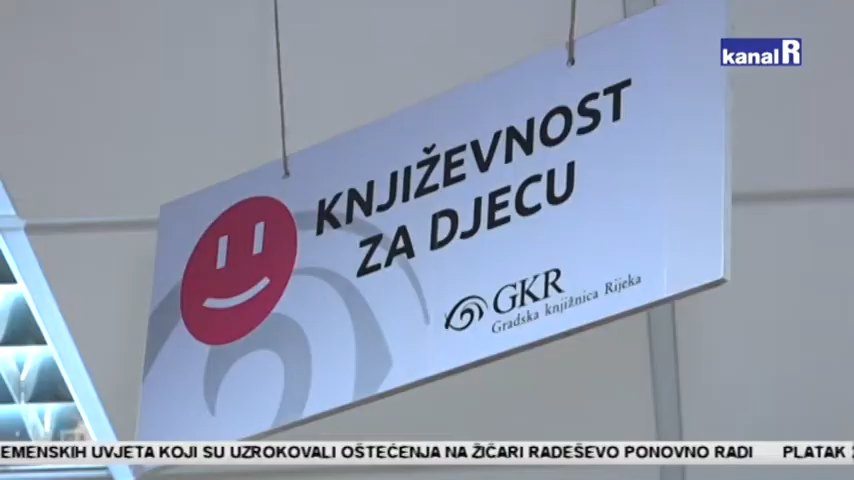 kanal R
KNJIŽEVNOST
ZA DJECU
GKR
Gradska knjižnica Rijeka
EMENSKIH UVJETA KOJI SU UZROKOVALI OŠTEĆENJA NA ŽIČARI RADEŠEVO PONOVNO RADI PLATAK